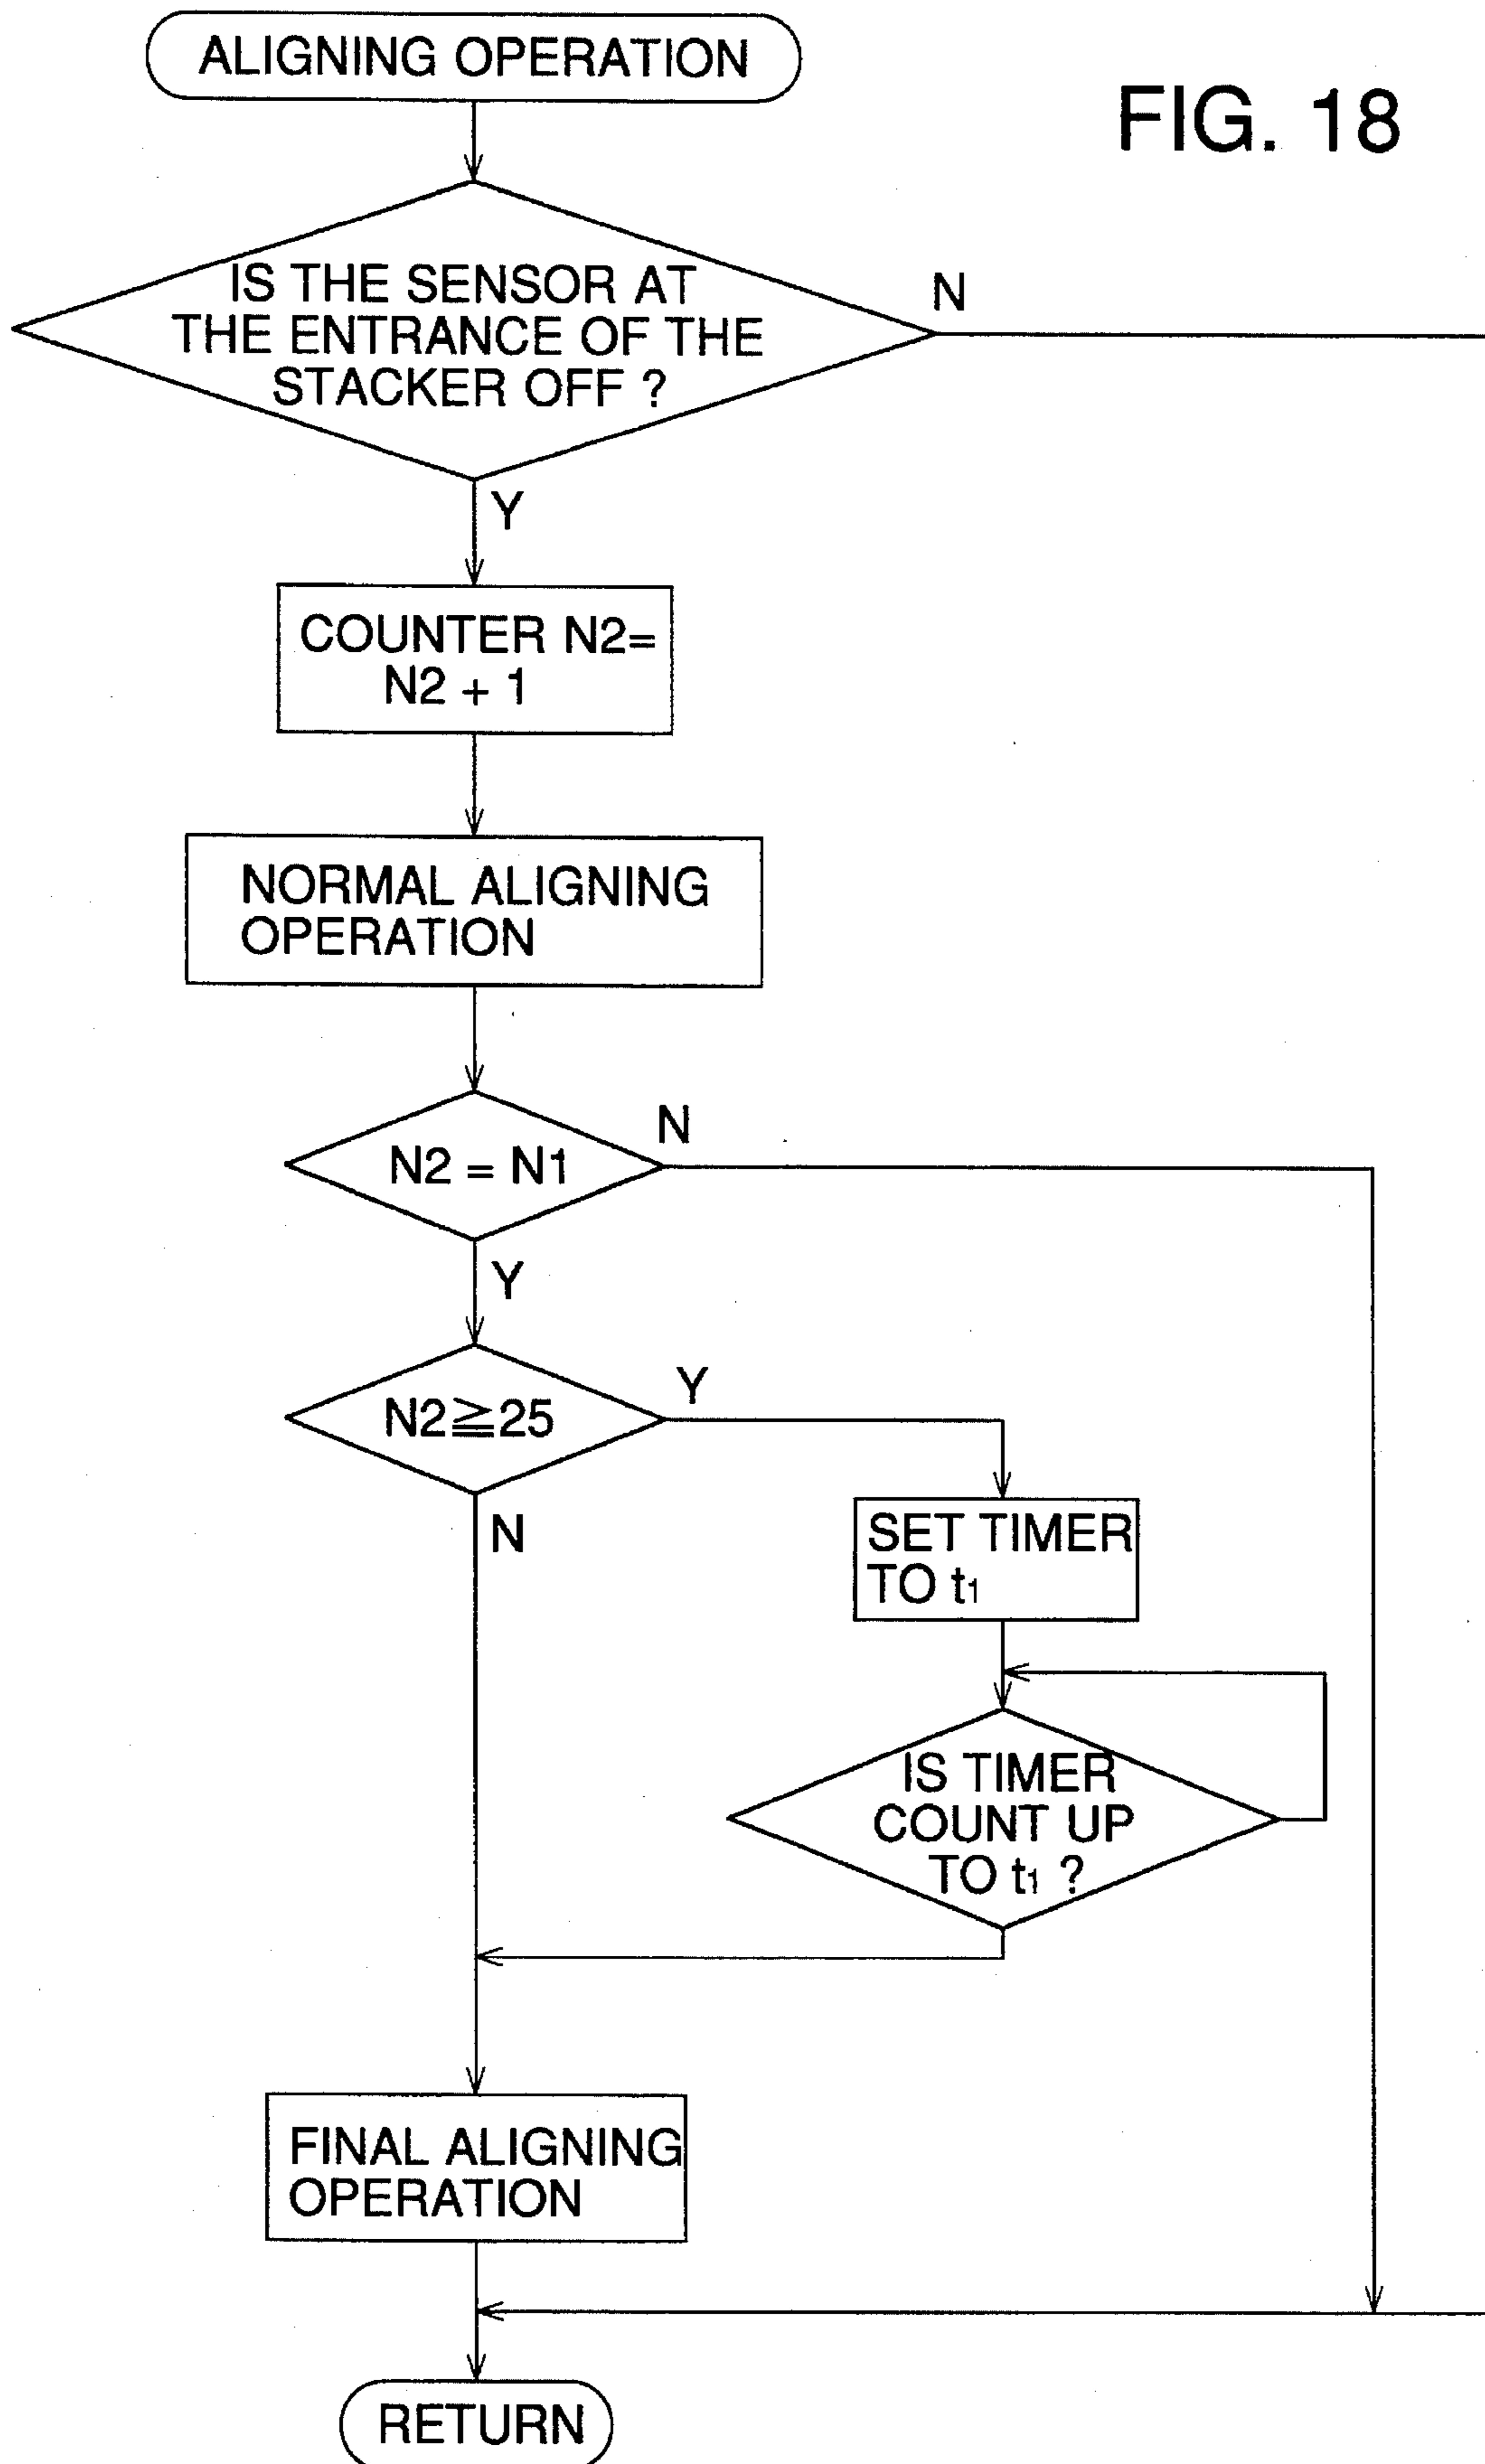 ALIGNING OPERATION
FIG. 18
IS THE SENSOR AT
THE ENTRANCE OF THE
STACKER OFF ?
N
Y
COUNTER N2=
N2 + 1
NORMAL ALIGNING
OPERATION
N2 = N1
N
Y
N2≧25
Y
N
SET TIMER
TO t₁
IS TIMER
COUNT UP
TO t₁ ?
FINAL ALIGNING
OPERATION
RETURN